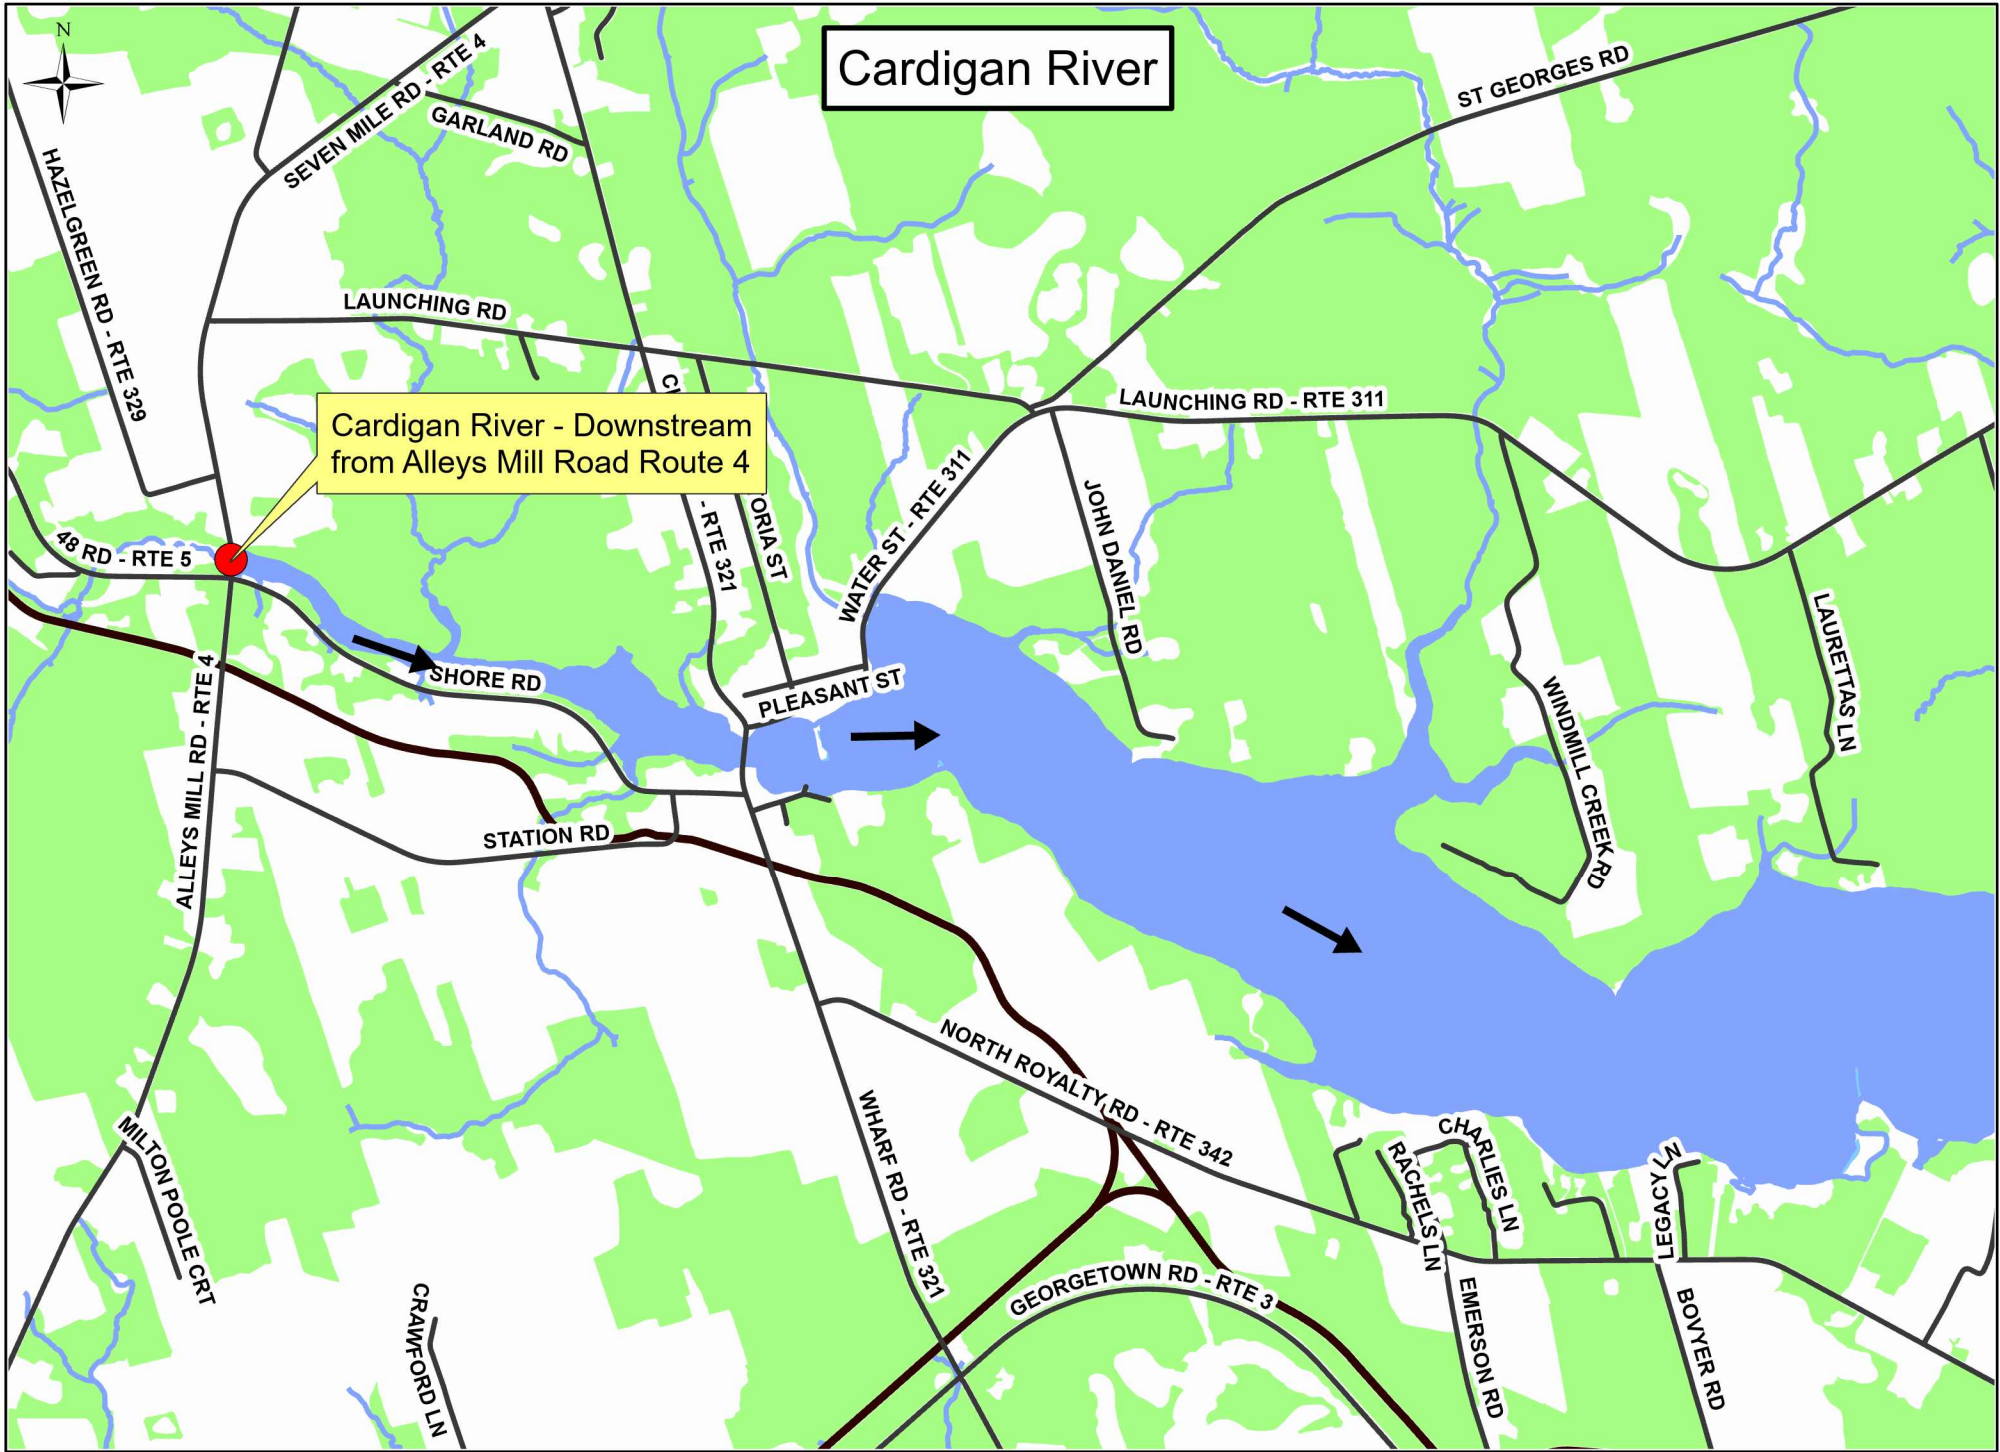 N
Cardigan River
ST GEORGES RD
SEVEN MILE RD - RTE 4
GARLAND RD
HAZELGREEN RD - RTE 329
LAUNCHING RD
LAUNCHING RD - RTE 311
Cardigan River - Downstream
from Alleys Mill Road Route 4
- RTE 321
ORIA ST
WATER ST - RTE 311
JOHN DANIEL RD
48 RD - RTE 5
SHORE RD
PLEASANT ST
LAURETTAS LN
WINDMILL CREEK RD
ALLEYS MILL RD - RTE 4
STATION RD
NORTH ROYALTY RD - RTE 342
WHARF RD - RTE 321
MILTON POOLE CRT
CHARLIES LN
RACHELS LN
LEGACY LN
GEORGETOWN RD - RTE 3
EMERSON RD
BOVYER RD
CRAWFORD LN